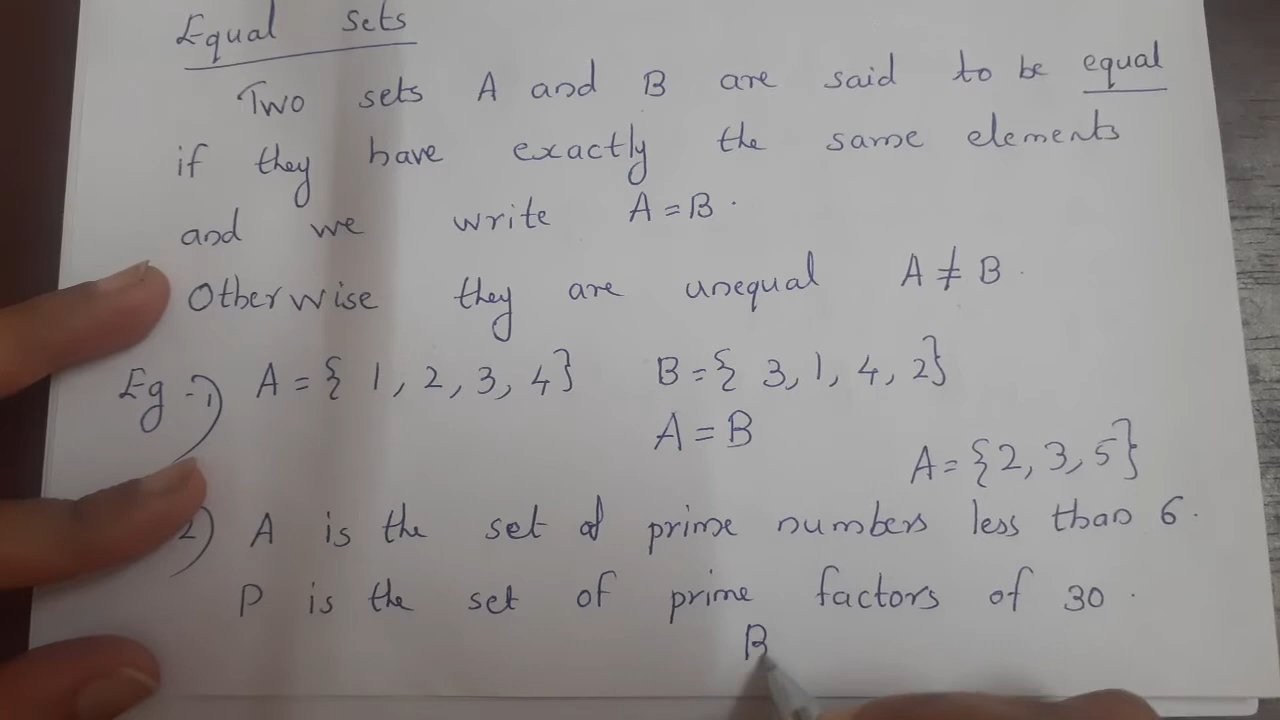 Equal sets
Two sets A and B are said to be equal
if they have exactly the same elements
and we write A = B.
Otherwise they are unequal A ≠ B.
Eg -1) A = { 1, 2, 3, 4} B = { 3, 1, 4, 2}
A = B
A = {2, 3, 5}
2) A is the set of prime numbers less than 6.
P is the set of prime factors of 30.
B